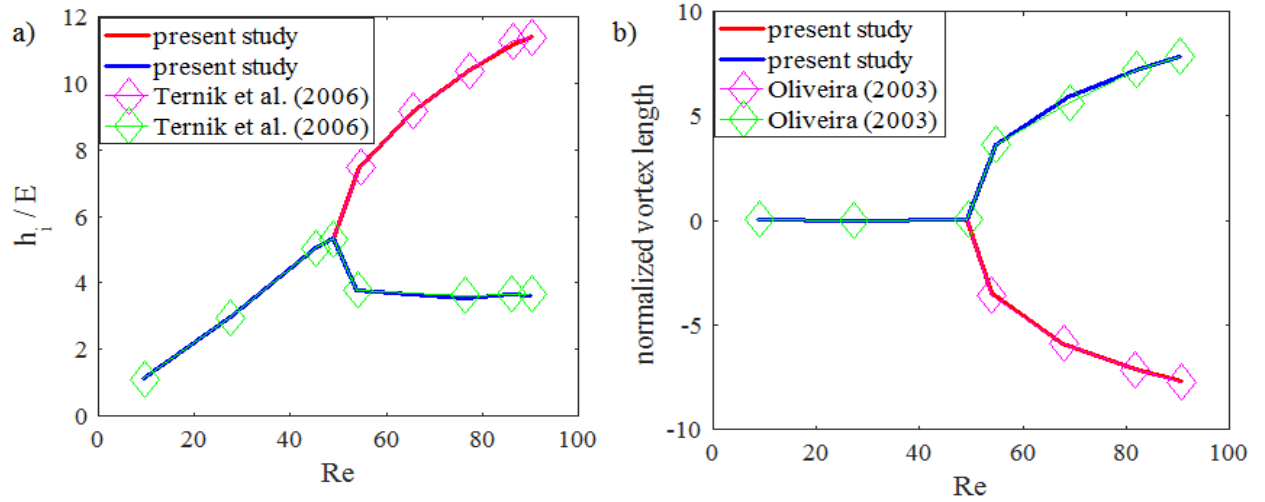 a)
12
10
8
6
4
2
0
h_i / E
present study
present study
Ternik et al. (2006)
Ternik et al. (2006)
0 20 40 60 80 100
Re
b)
10
5
0
-5
-10
normalized vortex length
present study
present study
Oliveira (2003)
Oliveira (2003)
0 20 40 60 80 100
Re